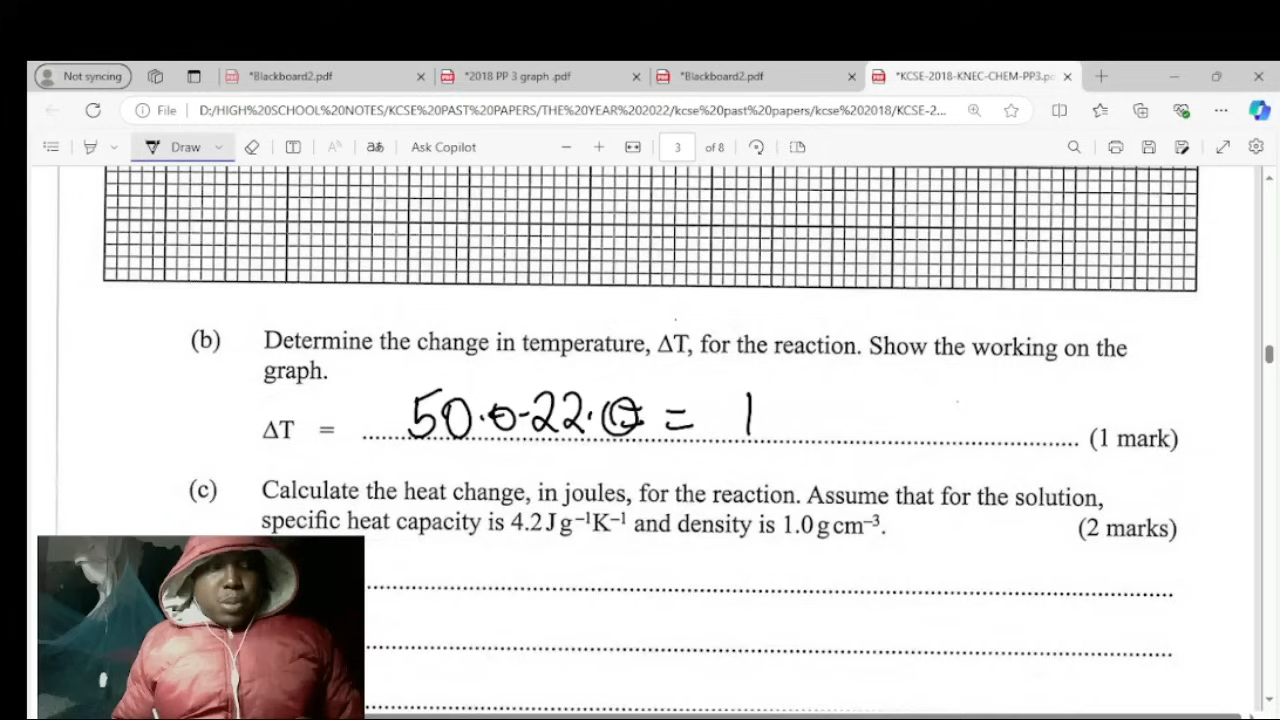 Not syncing
*Blackboard2.pdf
*2018 PP 3 graph .pdf
*Blackboard2.pdf
*KCSE-2018-KNEC-CHEM-PP3.p
File D:/HIGH%20SCHOOL%20NOTES/KCSE%20PAST%20PAPERS/THE%20YEAR%202022/kcse%20past%20papers/kcse%202018/KCSE-2...
Draw
Ask Copilot
3 of 8
(b) Determine the change in temperature, ΔT, for the reaction. Show the working on the
graph.
ΔT = 50.0-22.0 = 1 (1 mark)
(c) Calculate the heat change, in joules, for the reaction. Assume that for the solution,
specific heat capacity is 4.2 J g⁻¹K⁻¹ and density is 1.0 g cm⁻³. (2 marks)